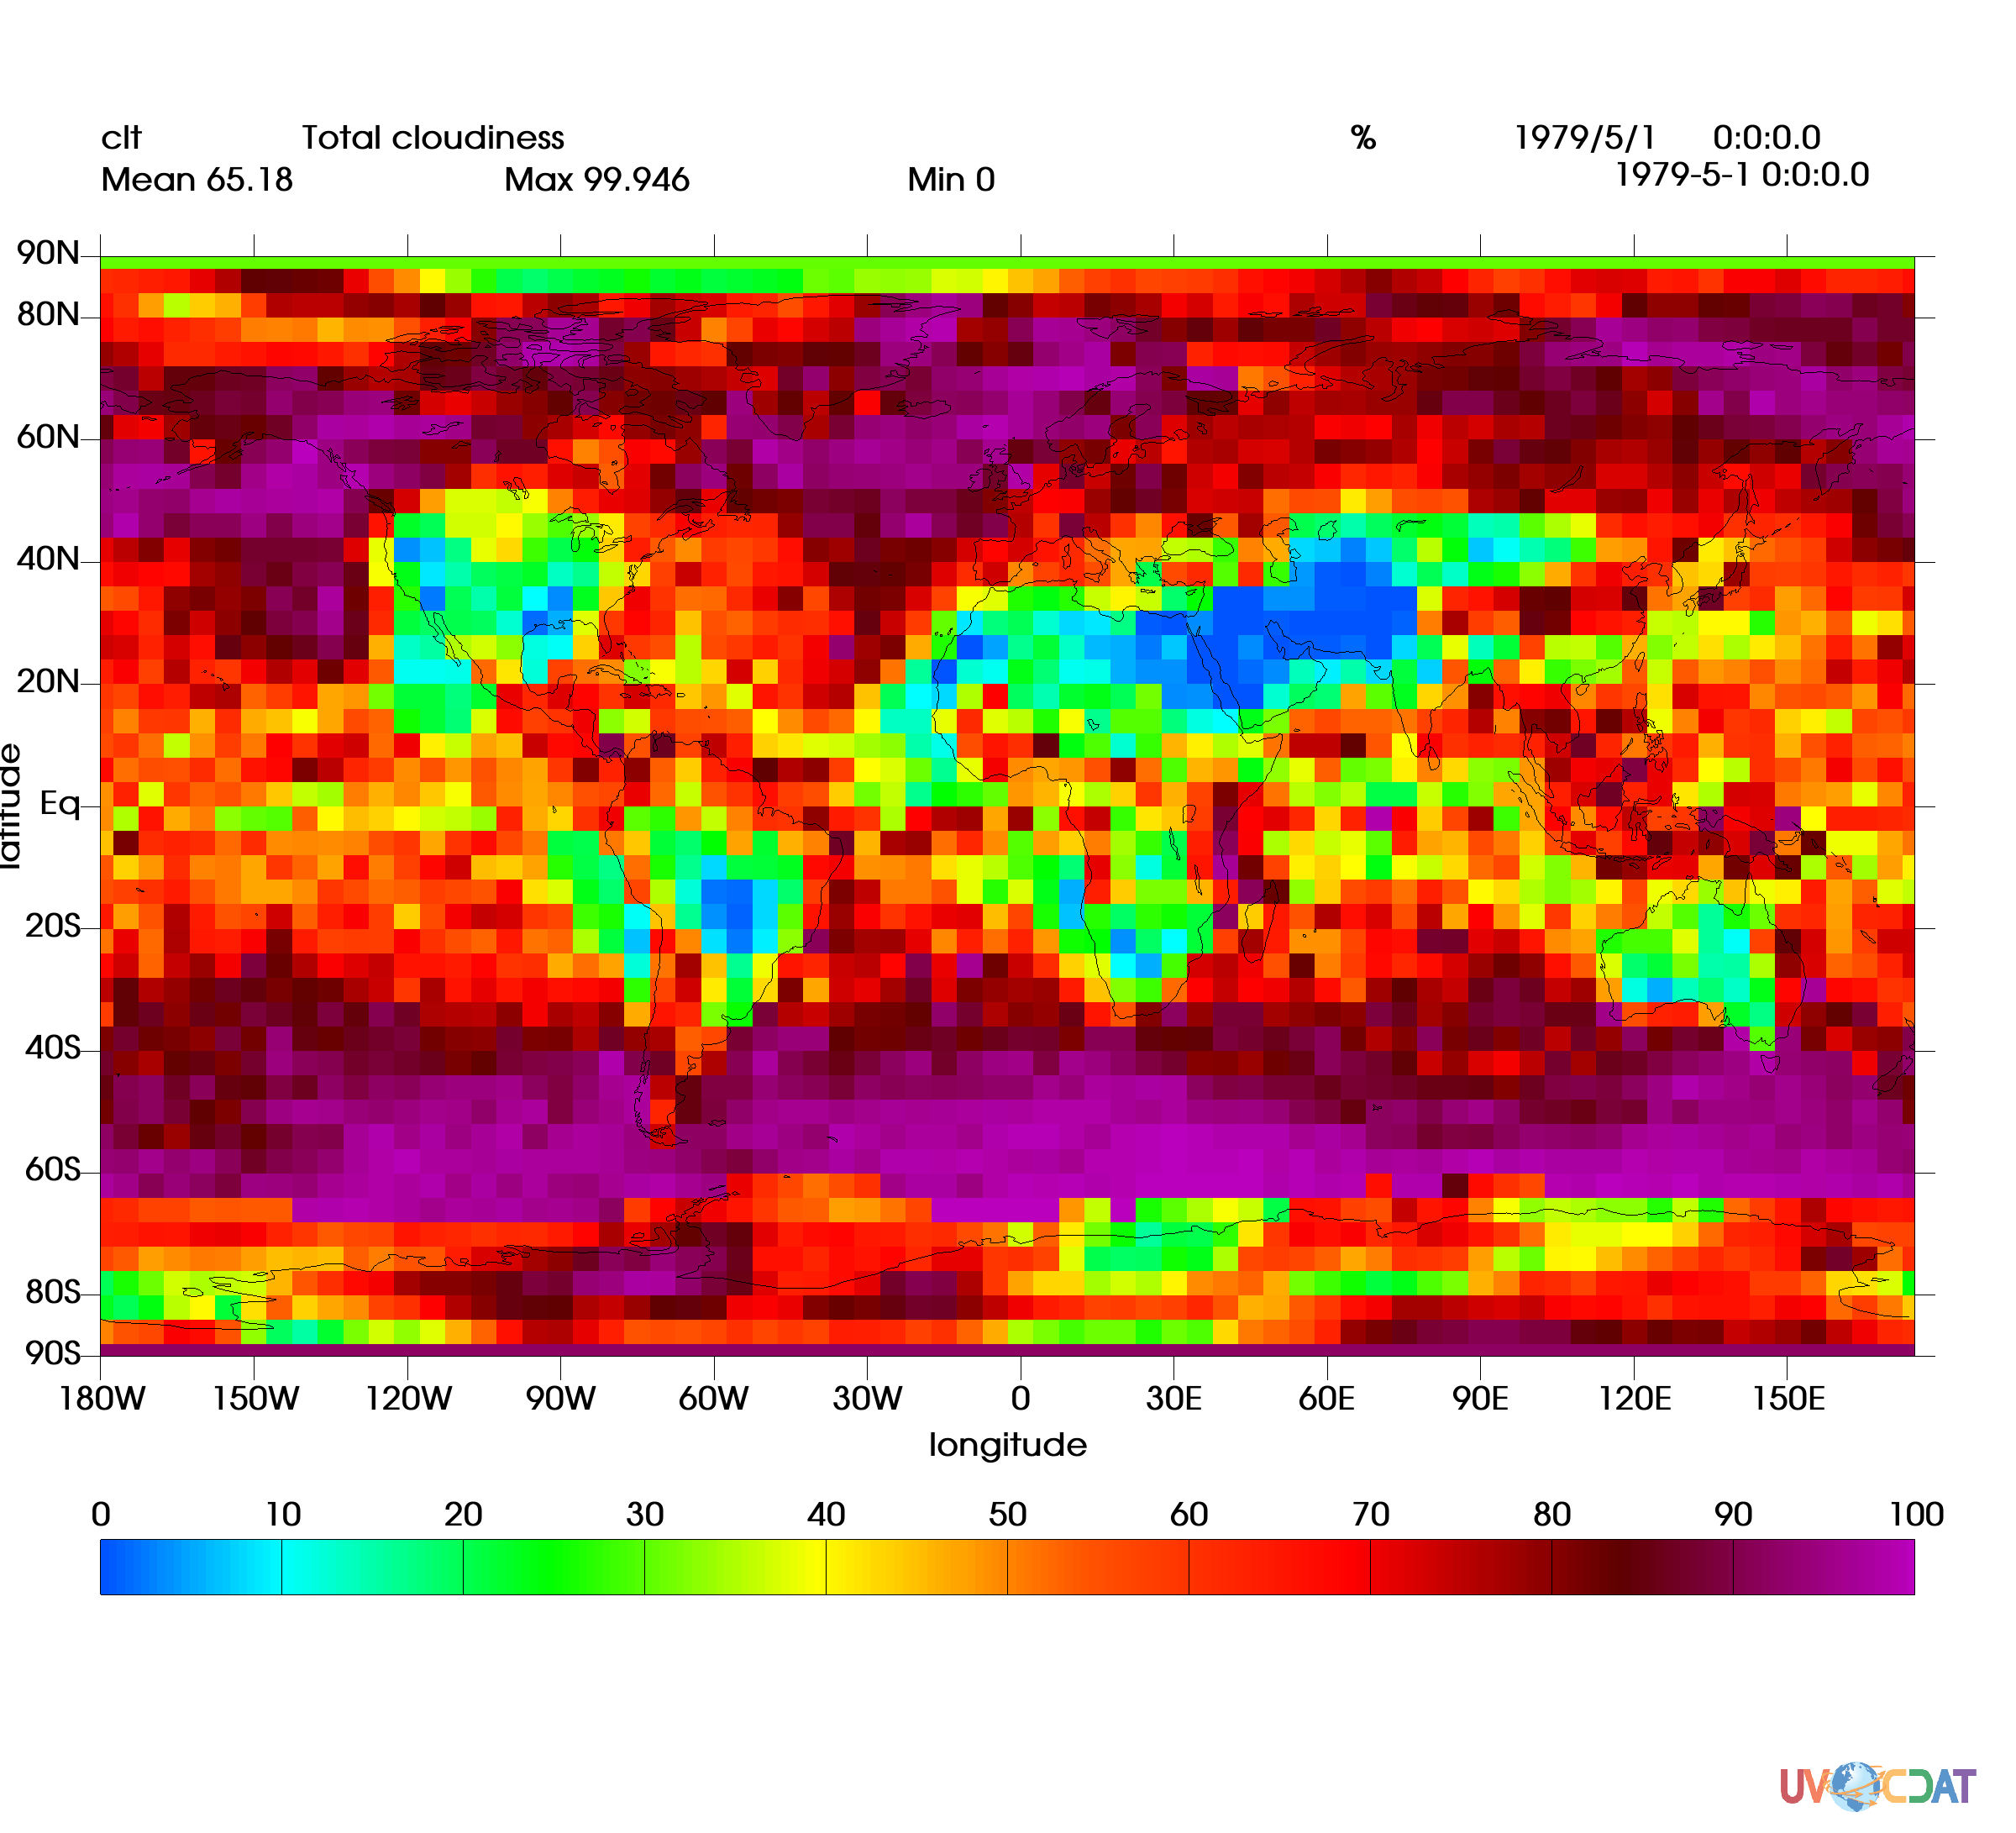 clt Total cloudiness % 1979/5/1 0:0:0.0
Mean 65.18 Max 99.946 Min 0 1979-5-1 0:0:0.0
90N
80N
60N
40N
20N
Eq
20S
40S
60S
80S
90S
latitude
180W 150W 120W 90W 60W 30W 0 30E 60E 90E 120E 150E
longitude
0 10 20 30 40 50 60 70 80 90 100
UV CDAT